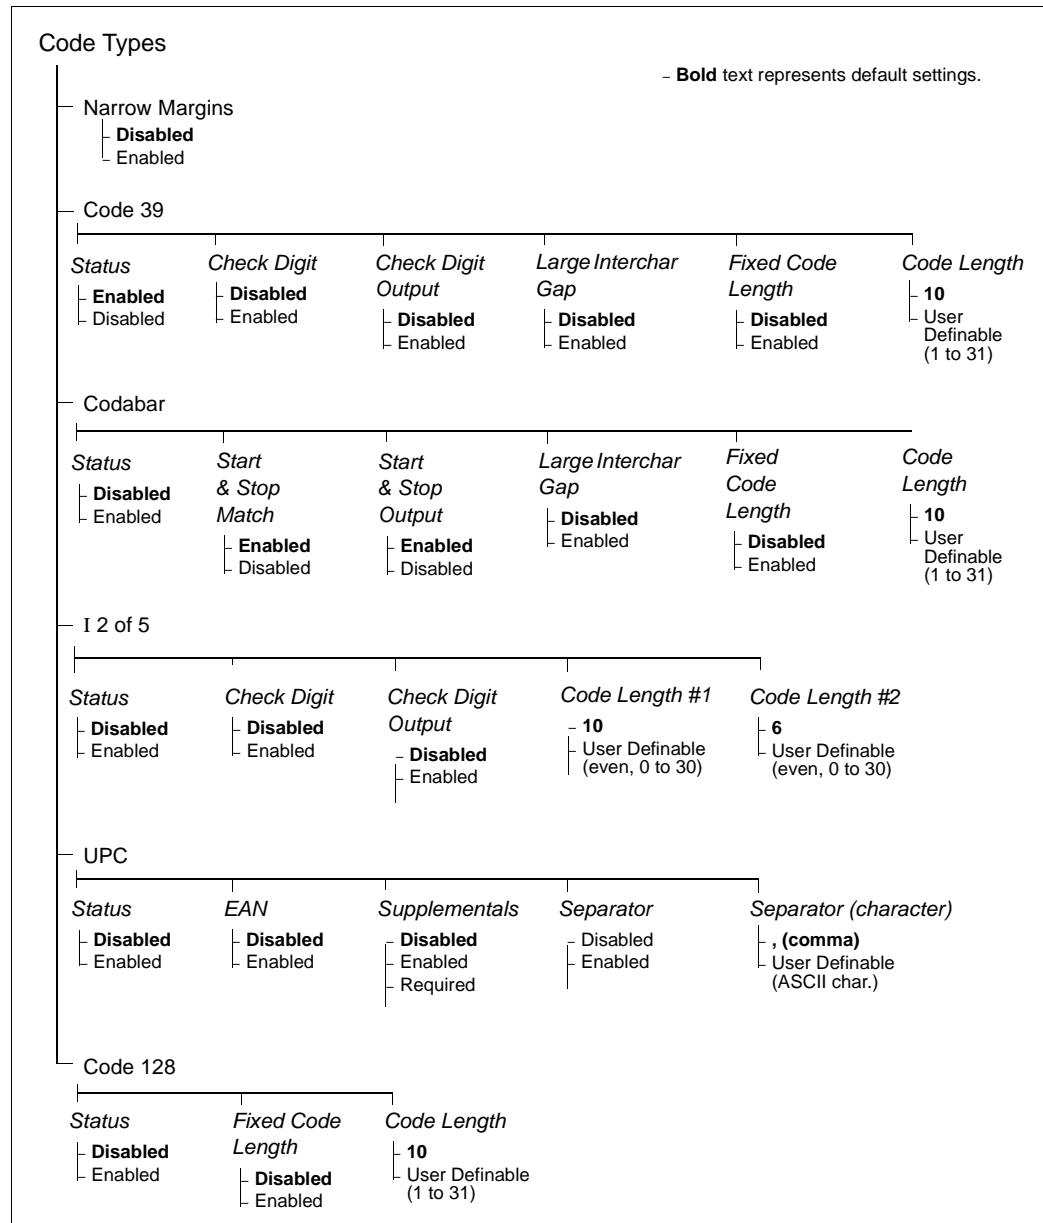 Code Types
– Bold text represents default settings.
Narrow Margins
Disabled
Enabled
Code 39
Status
Enabled
Disabled
Check Digit
Disabled
Enabled
Check Digit
Output
Disabled
Enabled
Large Interchar
Gap
Disabled
Enabled
Fixed Code
Length
Disabled
Enabled
Code Length
10
User
Definable
(1 to 31)
Codabar
Status
Disabled
Enabled
Start
& Stop
Match
Enabled
Disabled
Start
& Stop
Output
Enabled
Disabled
Large Interchar
Gap
Disabled
Enabled
Fixed
Code
Length
Disabled
Enabled
Code
Length
10
User
Definable
(1 to 31)
I 2 of 5
Status
Disabled
Enabled
Check Digit
Disabled
Enabled
Check Digit
Output
Disabled
Enabled
Code Length #1
10
User Definable
(even, 0 to 30)
Code Length #2
6
User Definable
(even, 0 to 30)
UPC
Status
Disabled
Enabled
EAN
Disabled
Enabled
Supplementals
Disabled
Enabled
Required
Separator
Disabled
Enabled
Separator (character)
, (comma)
User Definable
(ASCII char.)
Code 128
Status
Disabled
Enabled
Fixed Code
Length
Disabled
Enabled
Code Length
10
User Definable
(1 to 31)